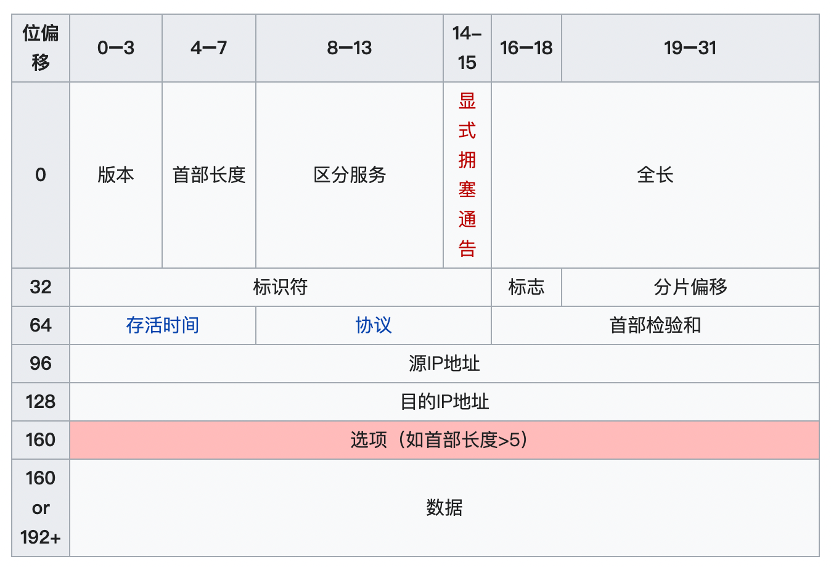 位偏移 0–3 4–7 8–13 14–15 16–18 19–31
0 版本 首部长度 区分服务 显式拥塞通告 全长
32 标识符 标志 分片偏移
64 存活时间 协议 首部检验和
96 源IP地址
128 目的IP地址
160 选项（如首部长度>5）
160 or 192+ 数据